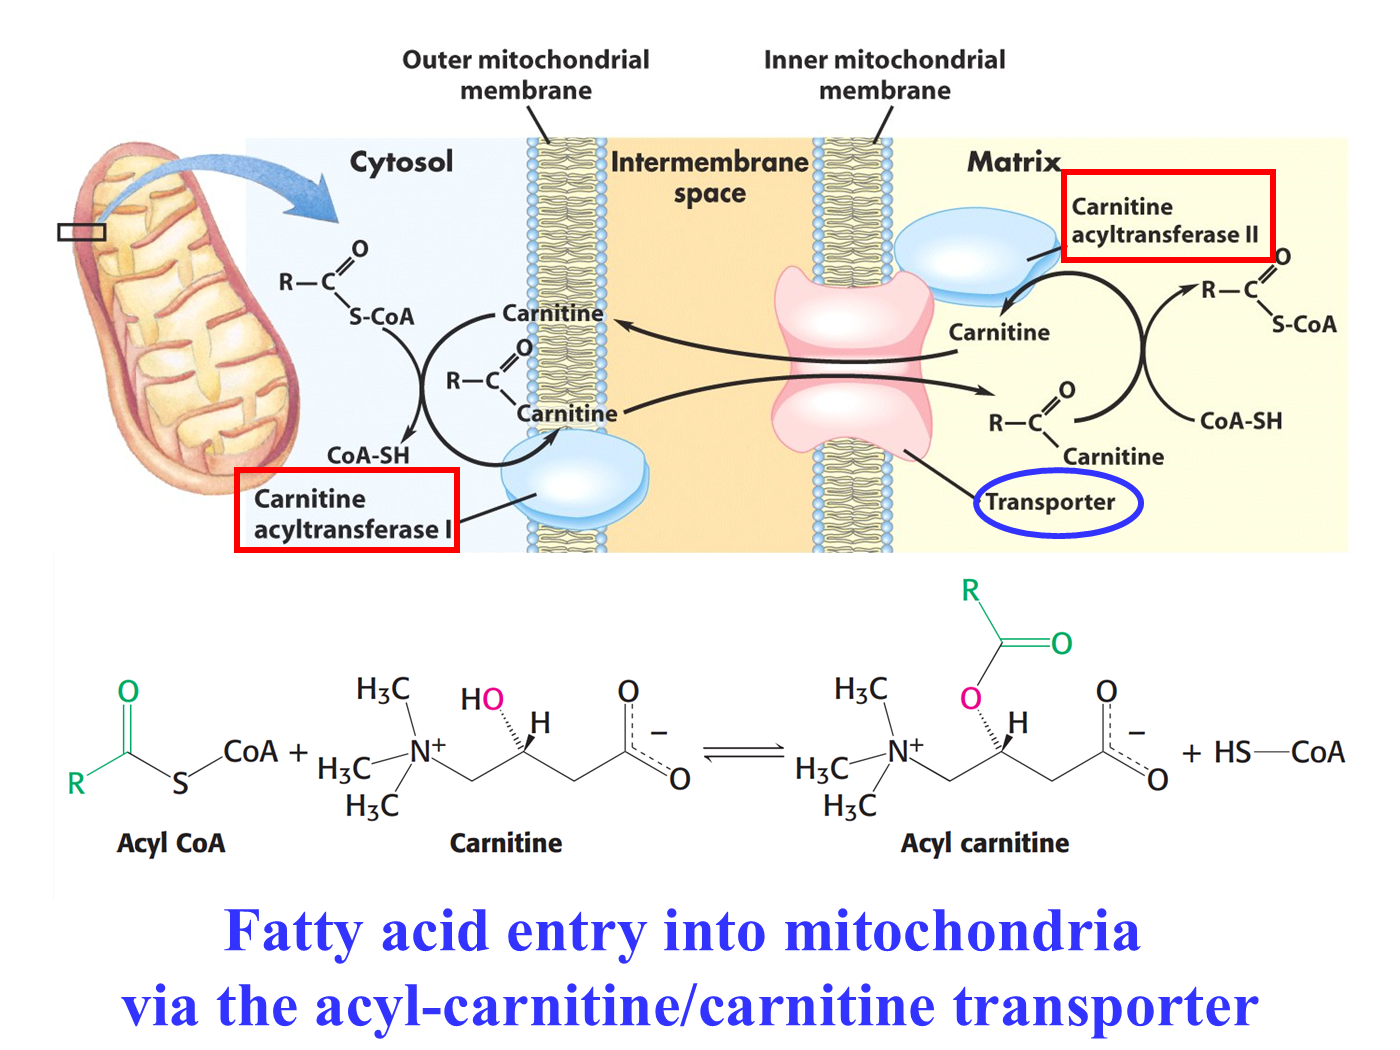 Outer mitochondrial
membrane
Inner mitochondrial
membrane
Cytosol
Intermembrane
space
Matrix
Carnitine
acyltransferase II
O
R—C
S-CoA
Carnitine
O
R—C
Carnitine
CoA-SH
Carnitine
acyltransferase I
Carnitine
O
R—C
S-CoA
O
R—C
Carnitine
CoA-SH
Transporter
O
R
S
CoA
+
Acyl CoA
H₃C
H₃C
H₃C
N⁺
HO
H
O
−
O
Carnitine
R
O
O
H₃C
H₃C
H₃C
N⁺
H
O
−
O
Acyl carnitine
+ HS—CoA
Fatty acid entry into mitochondria
via the acyl-carnitine/carnitine transporter